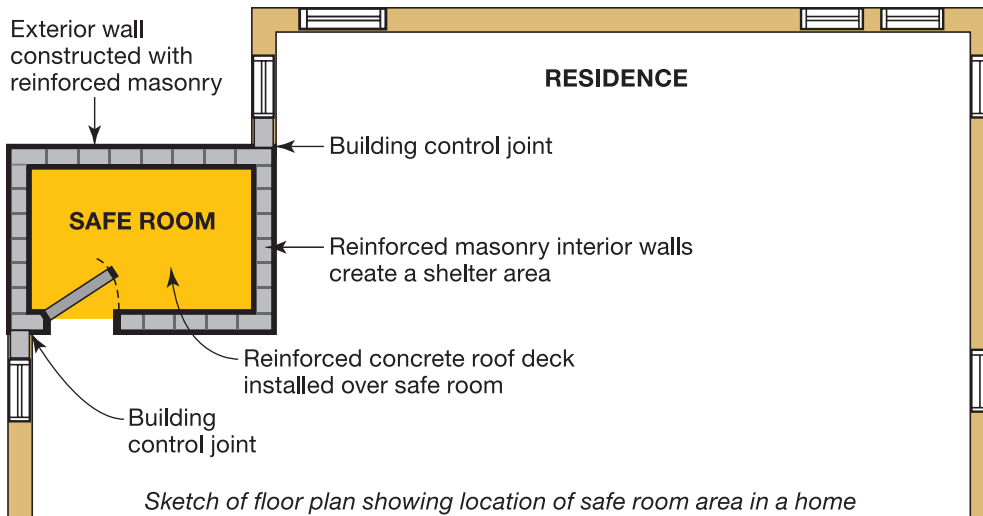 Exterior wall
constructed with
reinforced masonry
RESIDENCE
Building control joint
SAFE ROOM
Reinforced masonry interior walls
create a shelter area
Reinforced concrete roof deck
installed over safe room
Building
control joint
Sketch of floor plan showing location of safe room area in a home